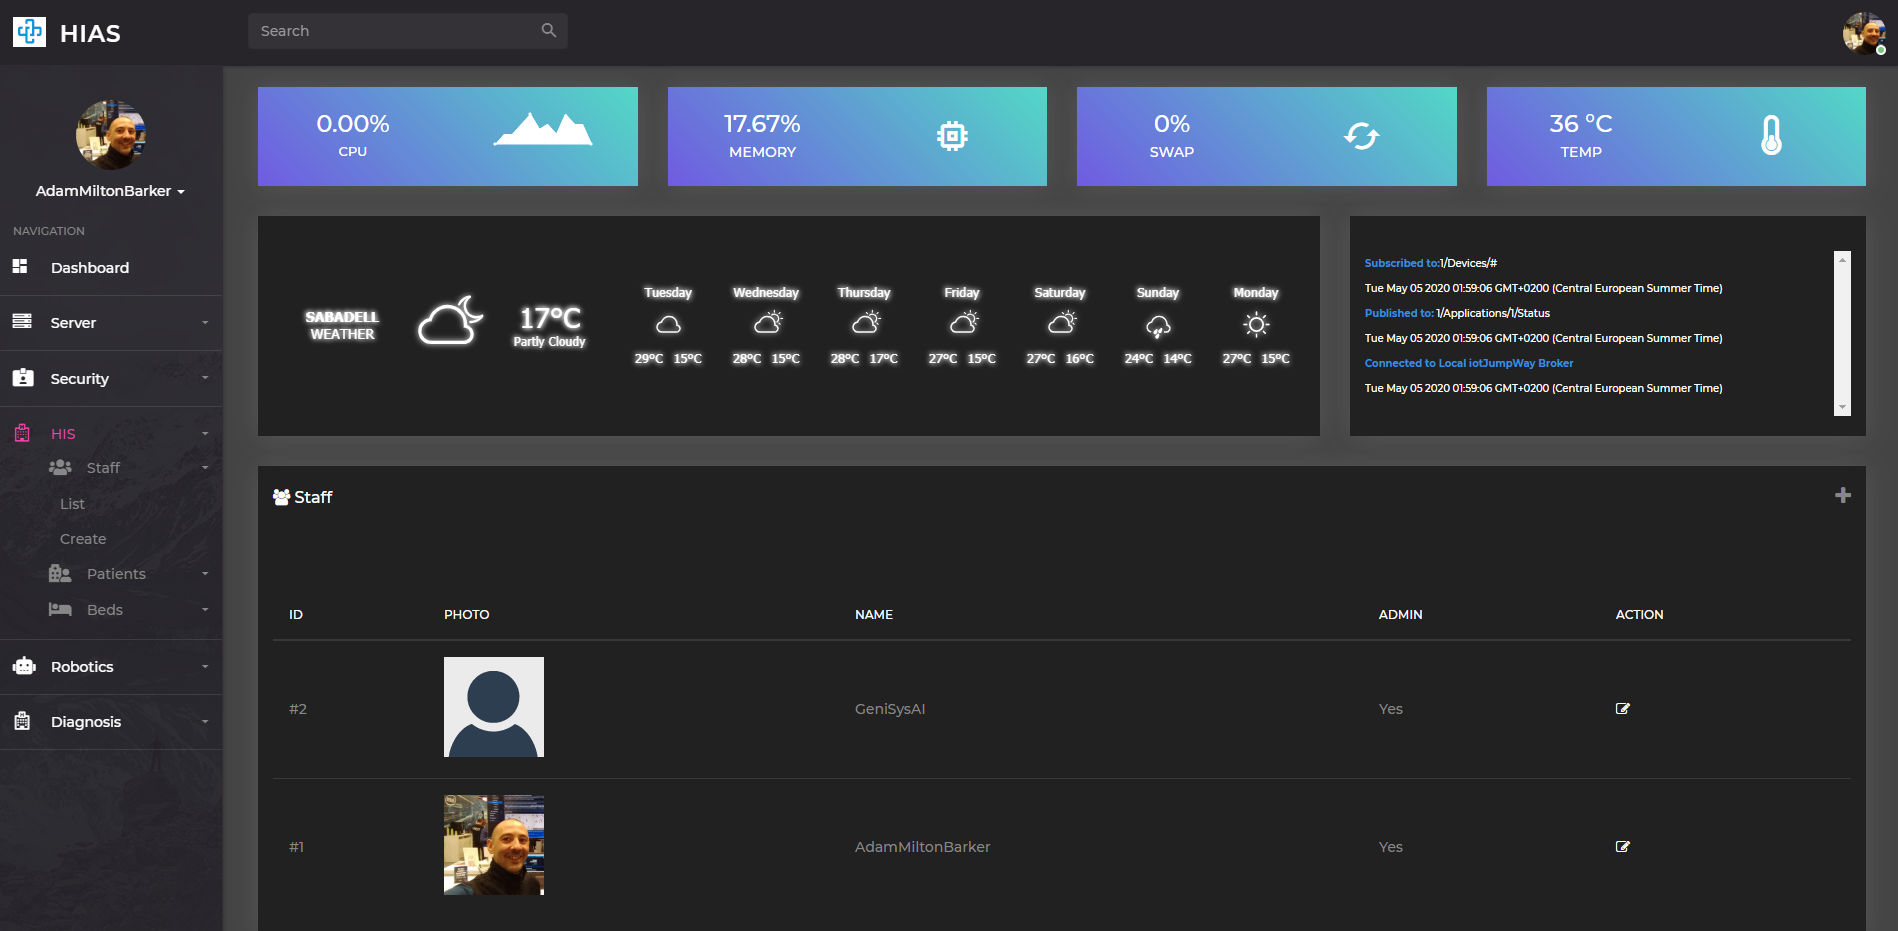 HIAS
Search
AdamMiltonBarker
NAVIGATION
Dashboard
Server
Security
HIS
Staff
List
Create
Patients
Beds
Robotics
Diagnosis
0.00%
CPU
17.67%
MEMORY
0%
SWAP
36 °C
TEMP
SABADELL
WEATHER
17°C
Partly Cloudy
Tuesday
29°C 15°C
Wednesday
28°C 15°C
Thursday
28°C 17°C
Friday
27°C 15°C
Saturday
27°C 16°C
Sunday
24°C 14°C
Monday
27°C 15°C
Subscribed to:1/Devices/#
Tue May 05 2020 01:59:06 GMT+0200 (Central European Summer Time)
Published to: 1/Applications/1/Status
Tue May 05 2020 01:59:06 GMT+0200 (Central European Summer Time)
Connected to Local iotJumpWay Broker
Tue May 05 2020 01:59:06 GMT+0200 (Central European Summer Time)
Staff
ID PHOTO NAME ADMIN ACTION
#2 GeniSysAI Yes
#1 AdamMiltonBarker Yes